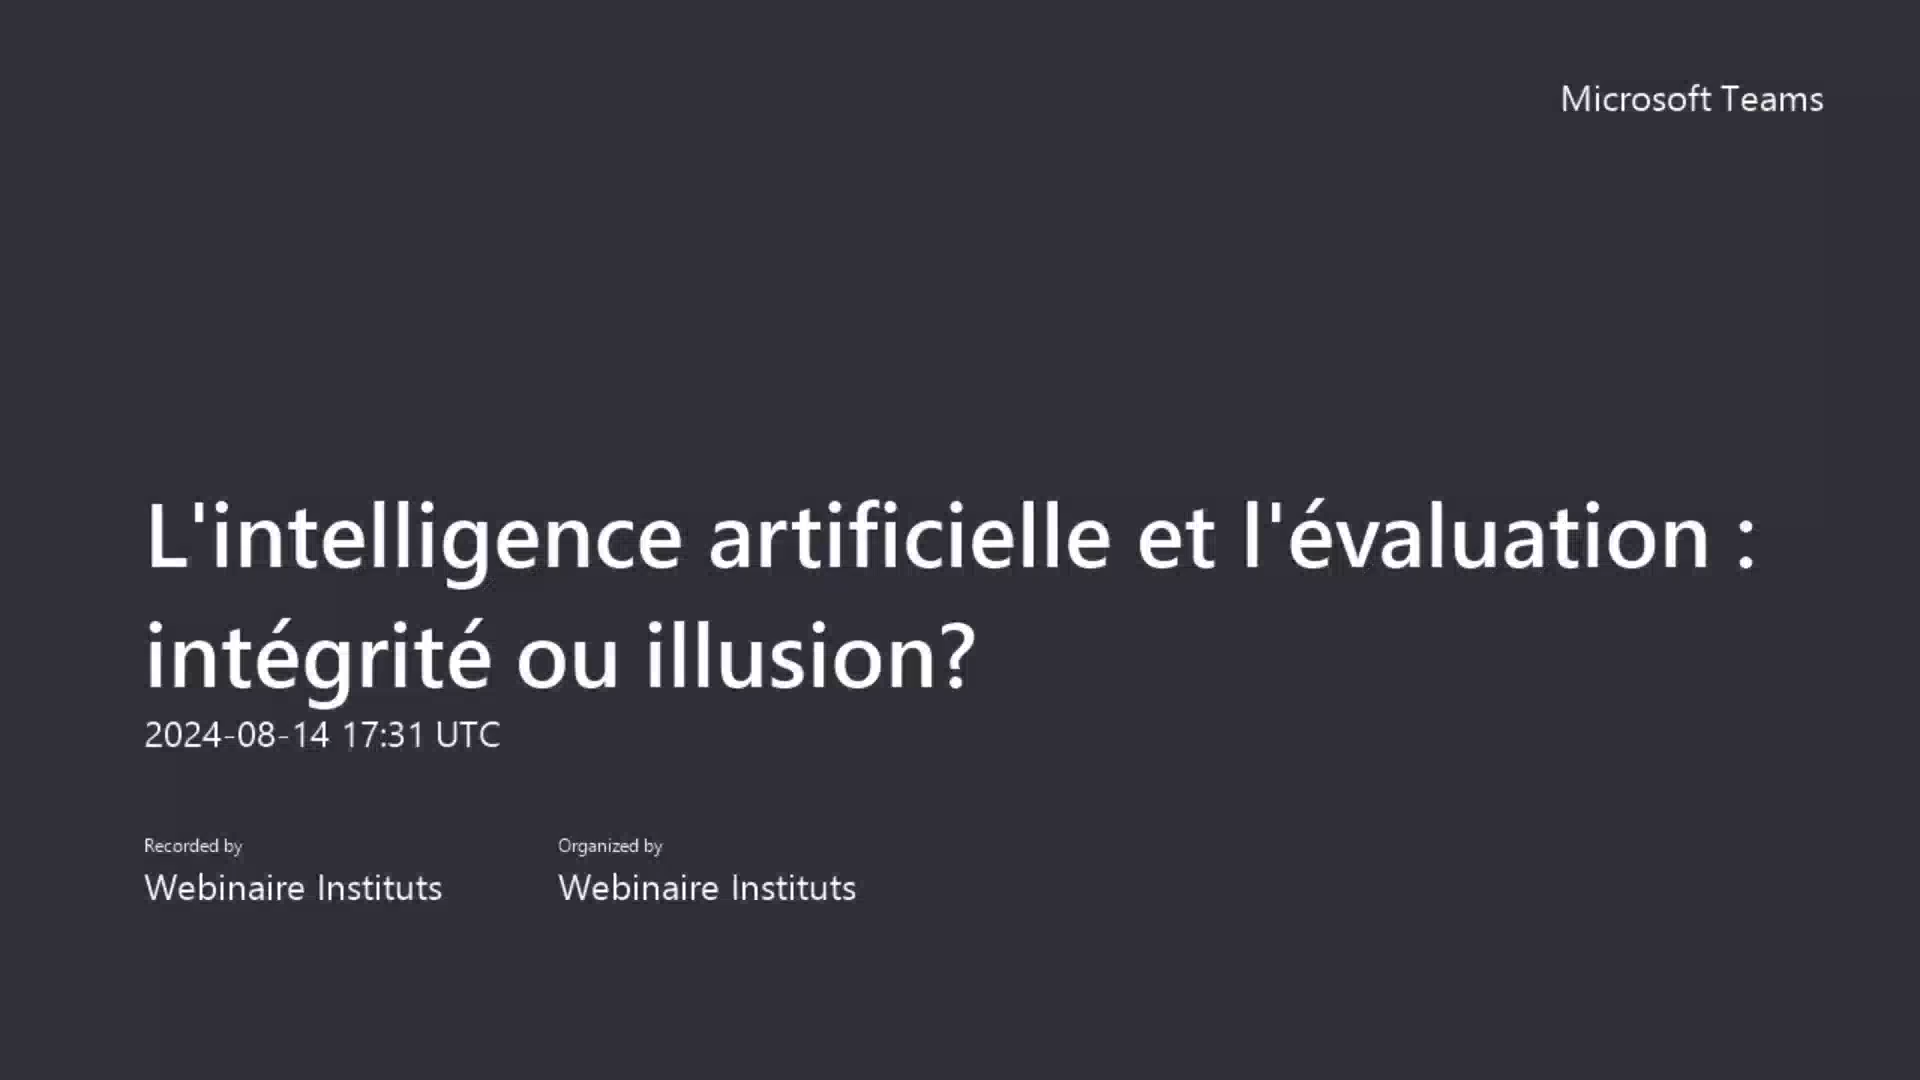 Microsoft Teams
L'intelligence artificielle et l'évaluation :
intégrité ou illusion?
2024-08-14 17:31 UTC
Recorded by
Webinaire Instituts
Organized by
Webinaire Instituts